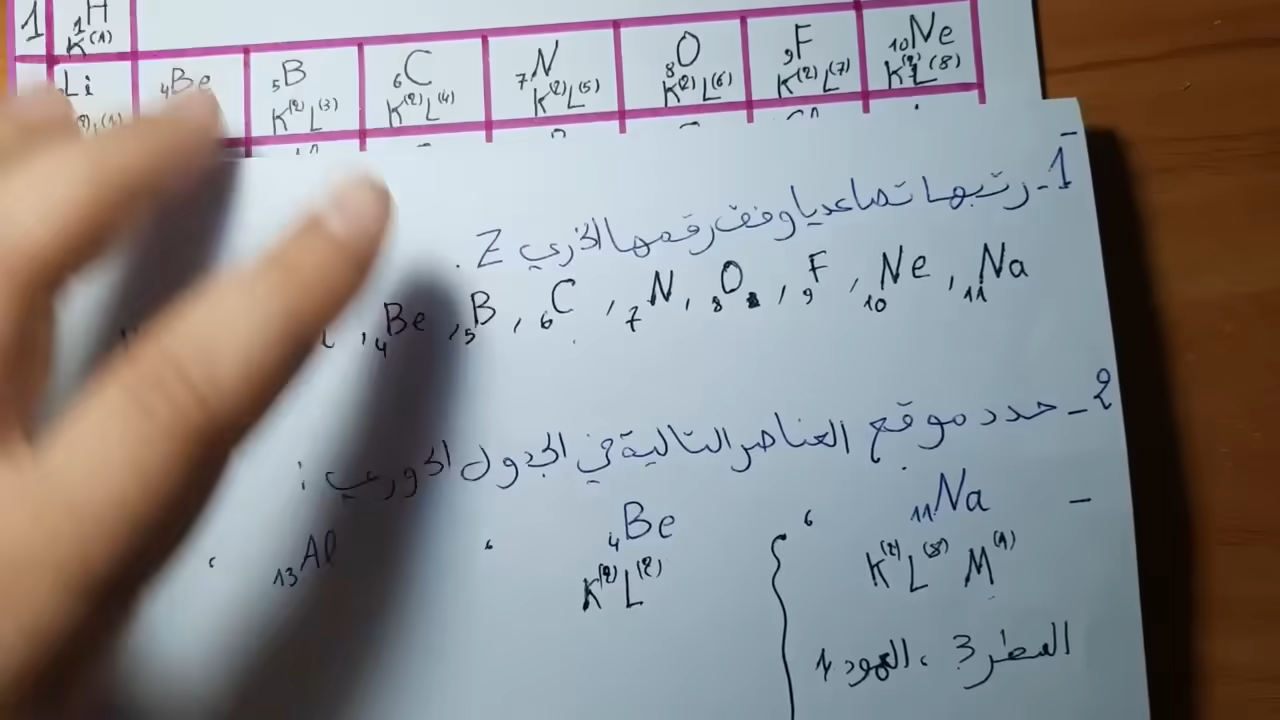 1 ₁H
K⁽¹⁾
Li ₄Be ₅B ₆C ₇N ₈O ₉F ₁₀Ne
K⁽²⁾L⁽³⁾ K⁽²⁾L⁽⁴⁾ K⁽²⁾L⁽⁵⁾ K⁽²⁾L⁽⁶⁾ K⁽²⁾L⁽⁷⁾ K⁽²⁾L⁽⁸⁾
1- رتبها تصاعديا وفق رقمها الذري Z .
₄Be , ₅B , ₆C , ₇N , ₈O , ₉F , ₁₀Ne , ₁₁Na
2- حدد موقع العناصر التالية في الجدول الدوري :
- ₁₁Na ، ₄Be ، ₁₃Al ،
K⁽²⁾L⁽⁸⁾M⁽¹⁾ K⁽²⁾L⁽²⁾
السطر 3 ، العمود 1